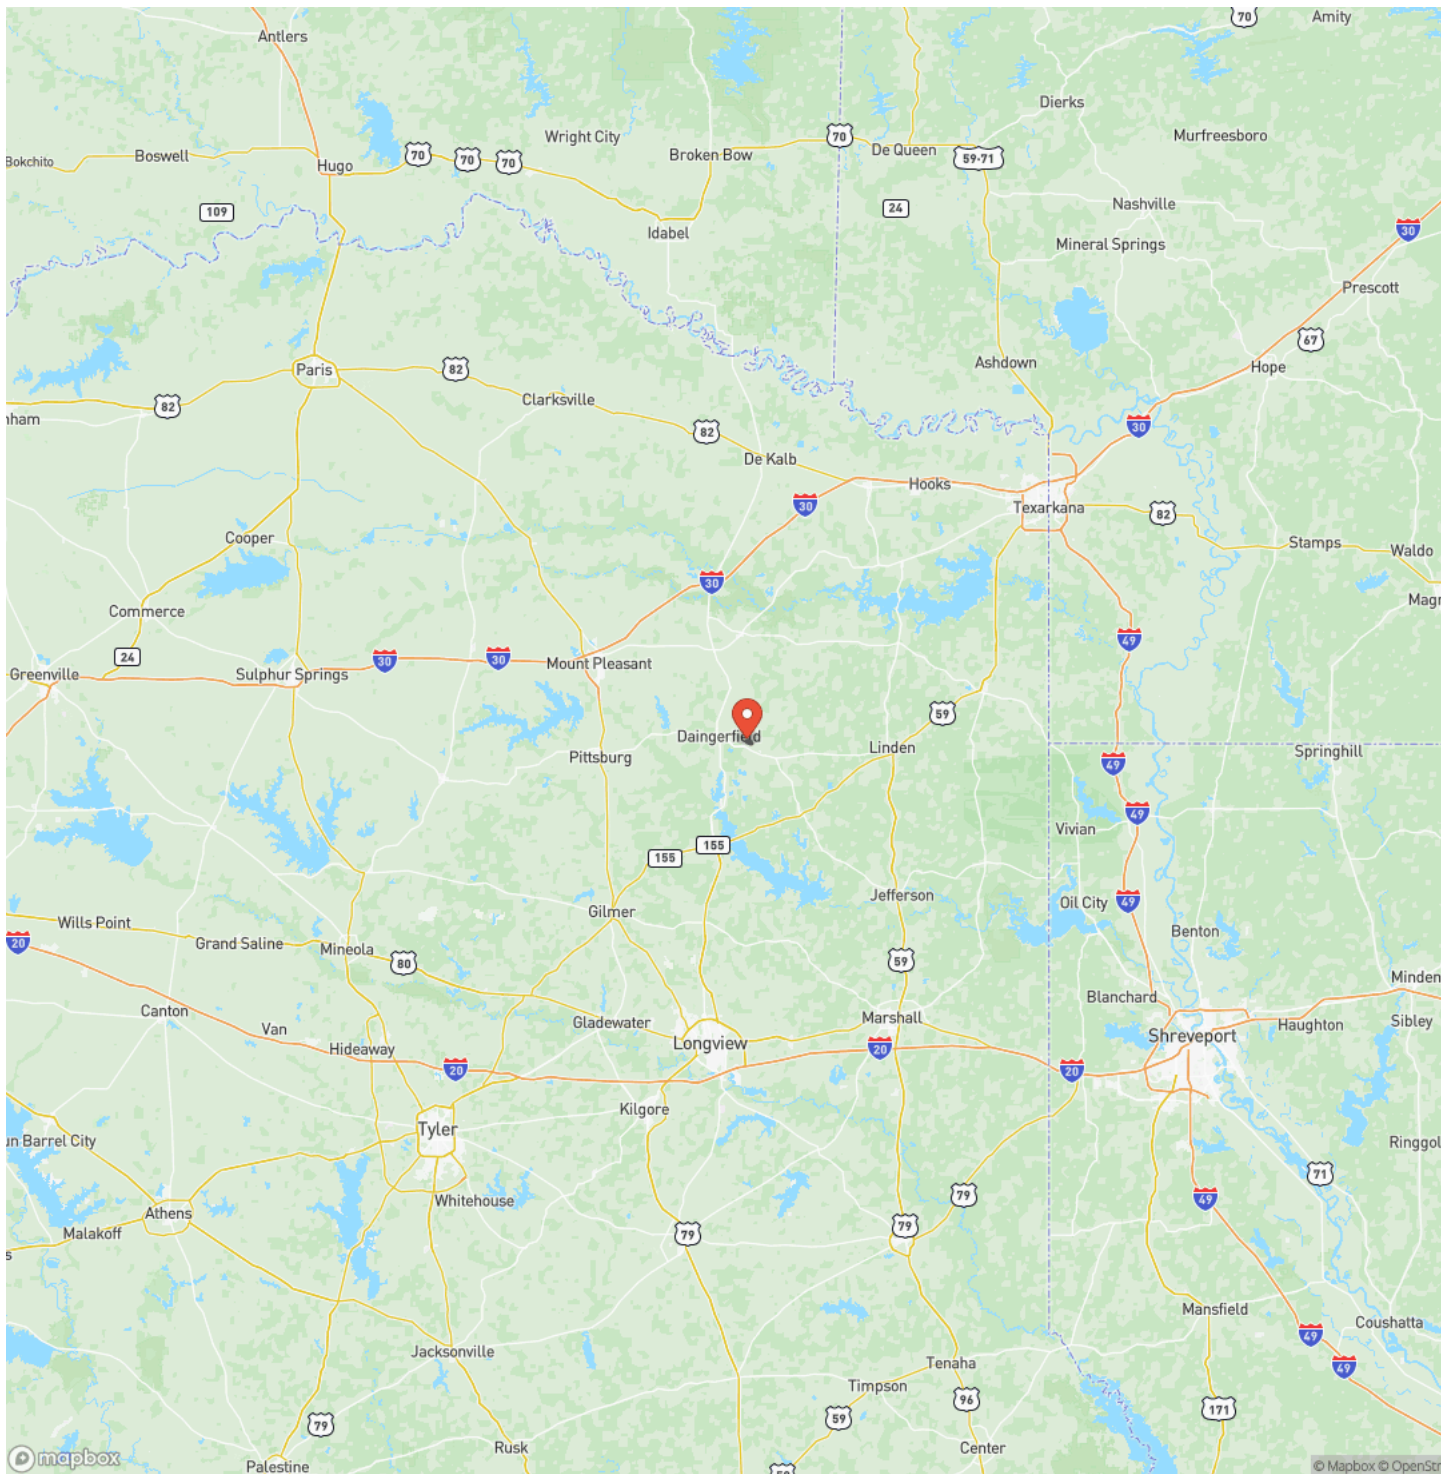 70
Amity
Antlers
Dierks
Wright City
Murfreesboro
70
Bokchito
Boswell
Hugo
70
70
70
Broken Bow
De Queen
59-71
109
24
Nashville
Idabel
Mineral Springs
30
Prescott
67
Paris
82
Ashdown
Hope
82
nham
Clarksville
82
30
De Kalb
Hooks
30
Texarkana
82
Cooper
Stamps
Waldo
30
Commerce
Magn
49
24
Greenville
Sulphur Springs
30
30
Mount Pleasant
59
Daingerfield
Linden
Pittsburg
Springhill
49
49
Vivian
155
155
Jefferson
Oil City
49
Gilmer
Wills Point
Grand Saline
Mineola
20
80
59
Benton
Minden
Blanchard
Canton
Van
Gladewater
Marshall
Haughton
Sibley
Hideaway
Longview
Shreveport
20
20
20
Kilgore
Tyler
un Barrel City
Ringgol
71
Whitehouse
79
49
Athens
Malakoff
79
79
s
Mansfield
Coushatta
49
49
Jacksonville
Tenaha
Timpson
96
59
171
79
Rusk
Center
Palestine
mapbox
© Mapbox © OpenStr